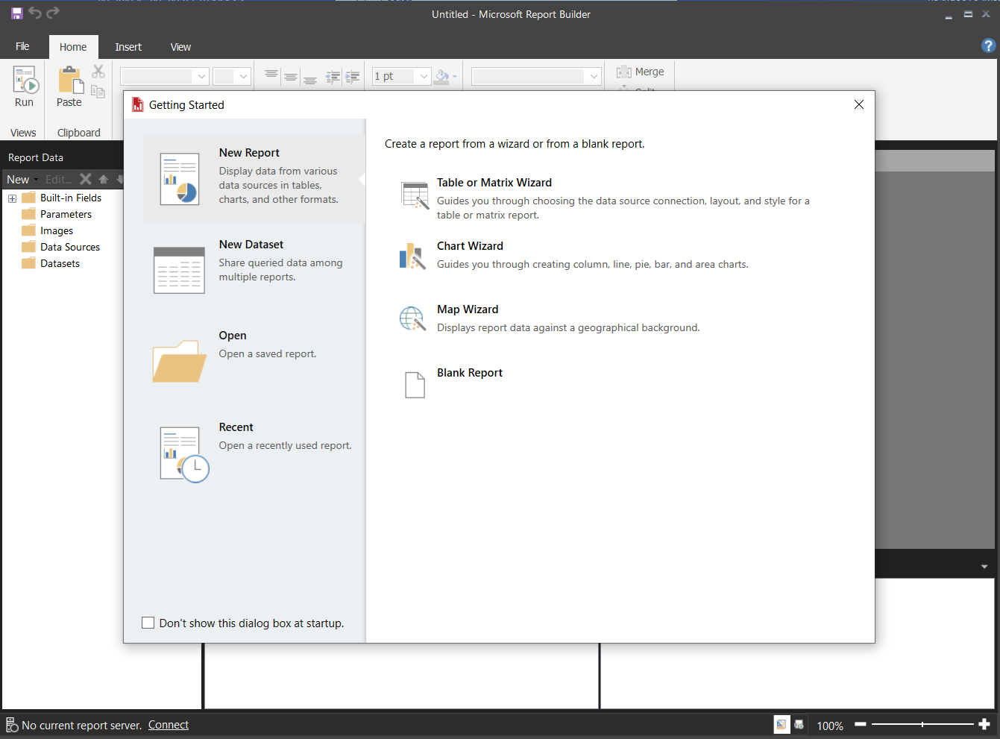 Untitled - Microsoft Report Builder
File
Home
Insert
View
Run
Paste
1 pt
Merge
Views
Clipboard
Report Data
New
Edit...
Built-in Fields
Parameters
Images
Data Sources
Datasets
Getting Started
New Report
Display data from various
data sources in tables,
charts, and other formats.
New Dataset
Share queried data among
multiple reports.
Open
Open a saved report.
Recent
Open a recently used report.
Don't show this dialog box at startup.
Create a report from a wizard or from a blank report.
Table or Matrix Wizard
Guides you through choosing the data source connection, layout, and style for a
table or matrix report.
Chart Wizard
Guides you through creating column, line, pie, bar, and area charts.
Map Wizard
Displays report data against a geographical background.
Blank Report
No current report server. Connect
100%